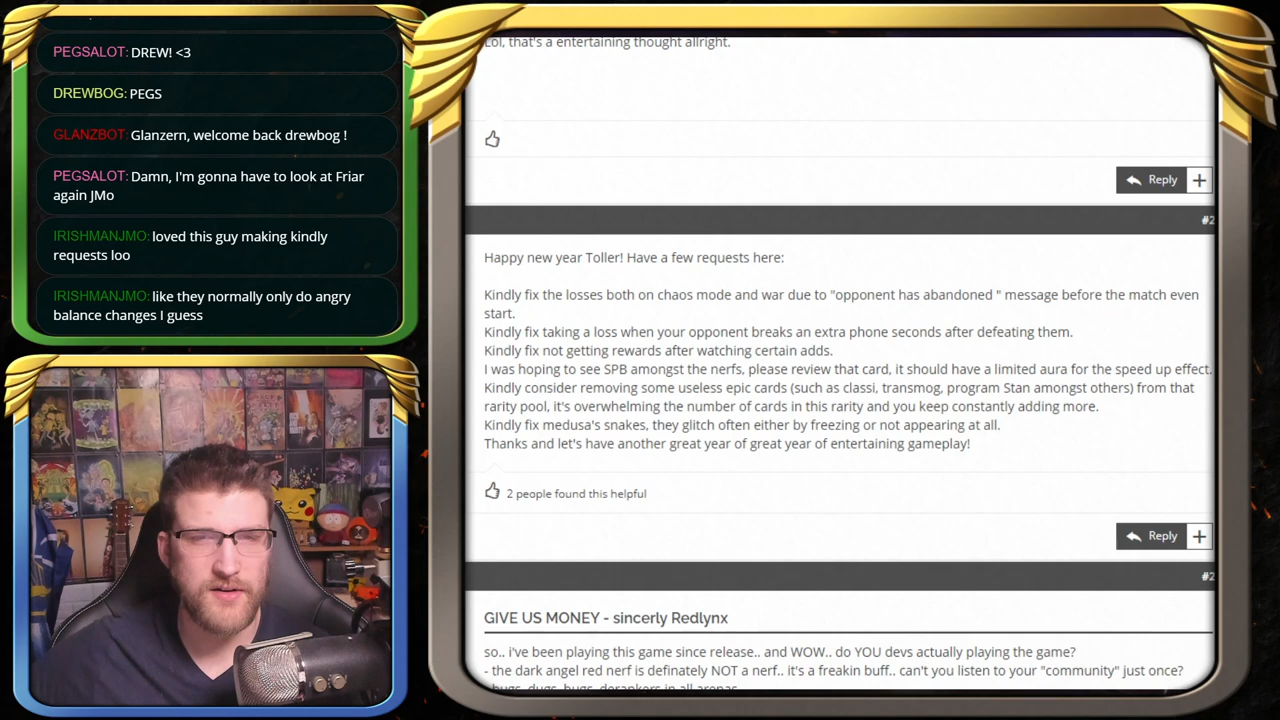 PEGSALOT: DREW! <3
DREWBOG: PEGS
GLANZBOT: Glanzern, welcome back drewbog !
PEGSALOT: Damn, I'm gonna have to look at Friar
again JMo
IRISHMANJMO: loved this guy making kindly
requests loo
IRISHMANJMO: like they normally only do angry
balance changes I guess
Lol, that's a entertaining thought allright.
Reply +
#2
Happy new year Toller! Have a few requests here:
Kindly fix the losses both on chaos mode and war due to "opponent has abandoned " message before the match even
start.
Kindly fix taking a loss when your opponent breaks an extra phone seconds after defeating them.
Kindly fix not getting rewards after watching certain adds.
I was hoping to see SPB amongst the nerfs, please review that card, it should have a limited aura for the speed up effect.
Kindly consider removing some useless epic cards (such as classi, transmog, program Stan amongst others) from that
rarity pool, it's overwhelming the number of cards in this rarity and you keep constantly adding more.
Kindly fix medusa's snakes, they glitch often either by freezing or not appearing at all.
Thanks and let's have another great year of great year of entertaining gameplay!
2 people found this helpful
Reply +
#2
GIVE US MONEY - sincerly Redlynx
so.. i've been playing this game since release.. and WOW.. do YOU devs actually playing the game?
- the dark angel red nerf is definately NOT a nerf.. it's a freakin buff.. can't you listen to your "community" just once?
- bugs, dugs, bugs, derankers in all arenas